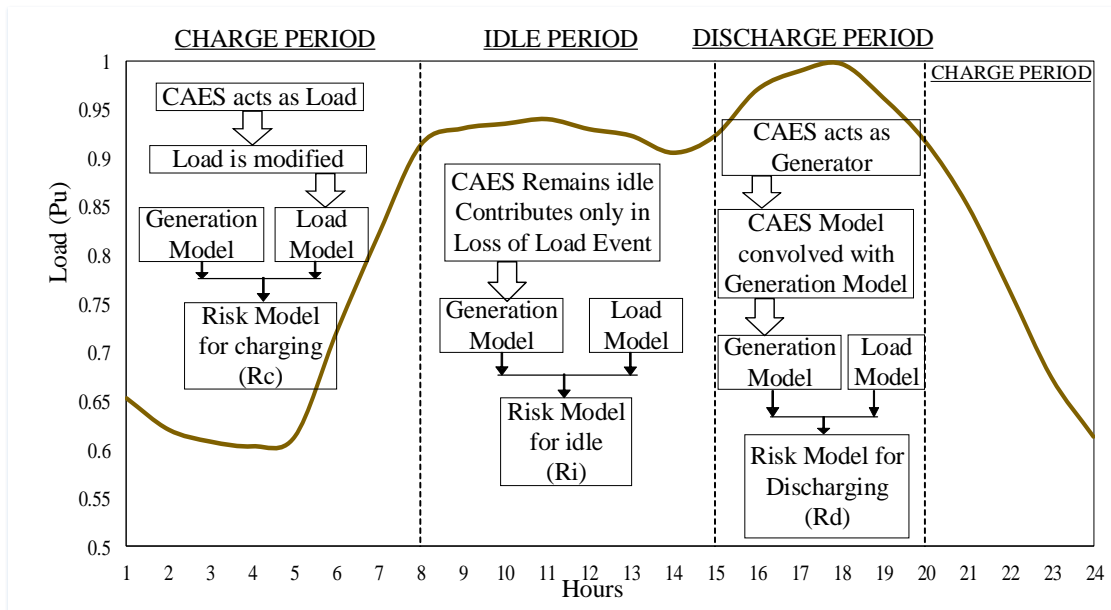 CHARGE PERIOD
IDLE PERIOD
DISCHARGE PERIOD
CHARGE PERIOD
CAES acts as Load
Load is modified
Generation
Model
Load
Model
Risk Model
for charging
(Rc)
CAES Remains idle
Contributes only in
Loss of Load Event
Generation
Model
Load
Model
Risk Model
for idle
(Ri)
CAES acts as
Generator
CAES Model
convolved with
Generation Model
Generation
Model
Load
Model
Risk Model for
Discharging
(Rd)
Load (Pu)
1
0.95
0.9
0.85
0.8
0.75
0.7
0.65
0.6
0.55
0.5
1 2 3 4 5 6 7 8 9 10 11 12 13 14 15 16 17 18 19 20 21 22 23 24
Hours